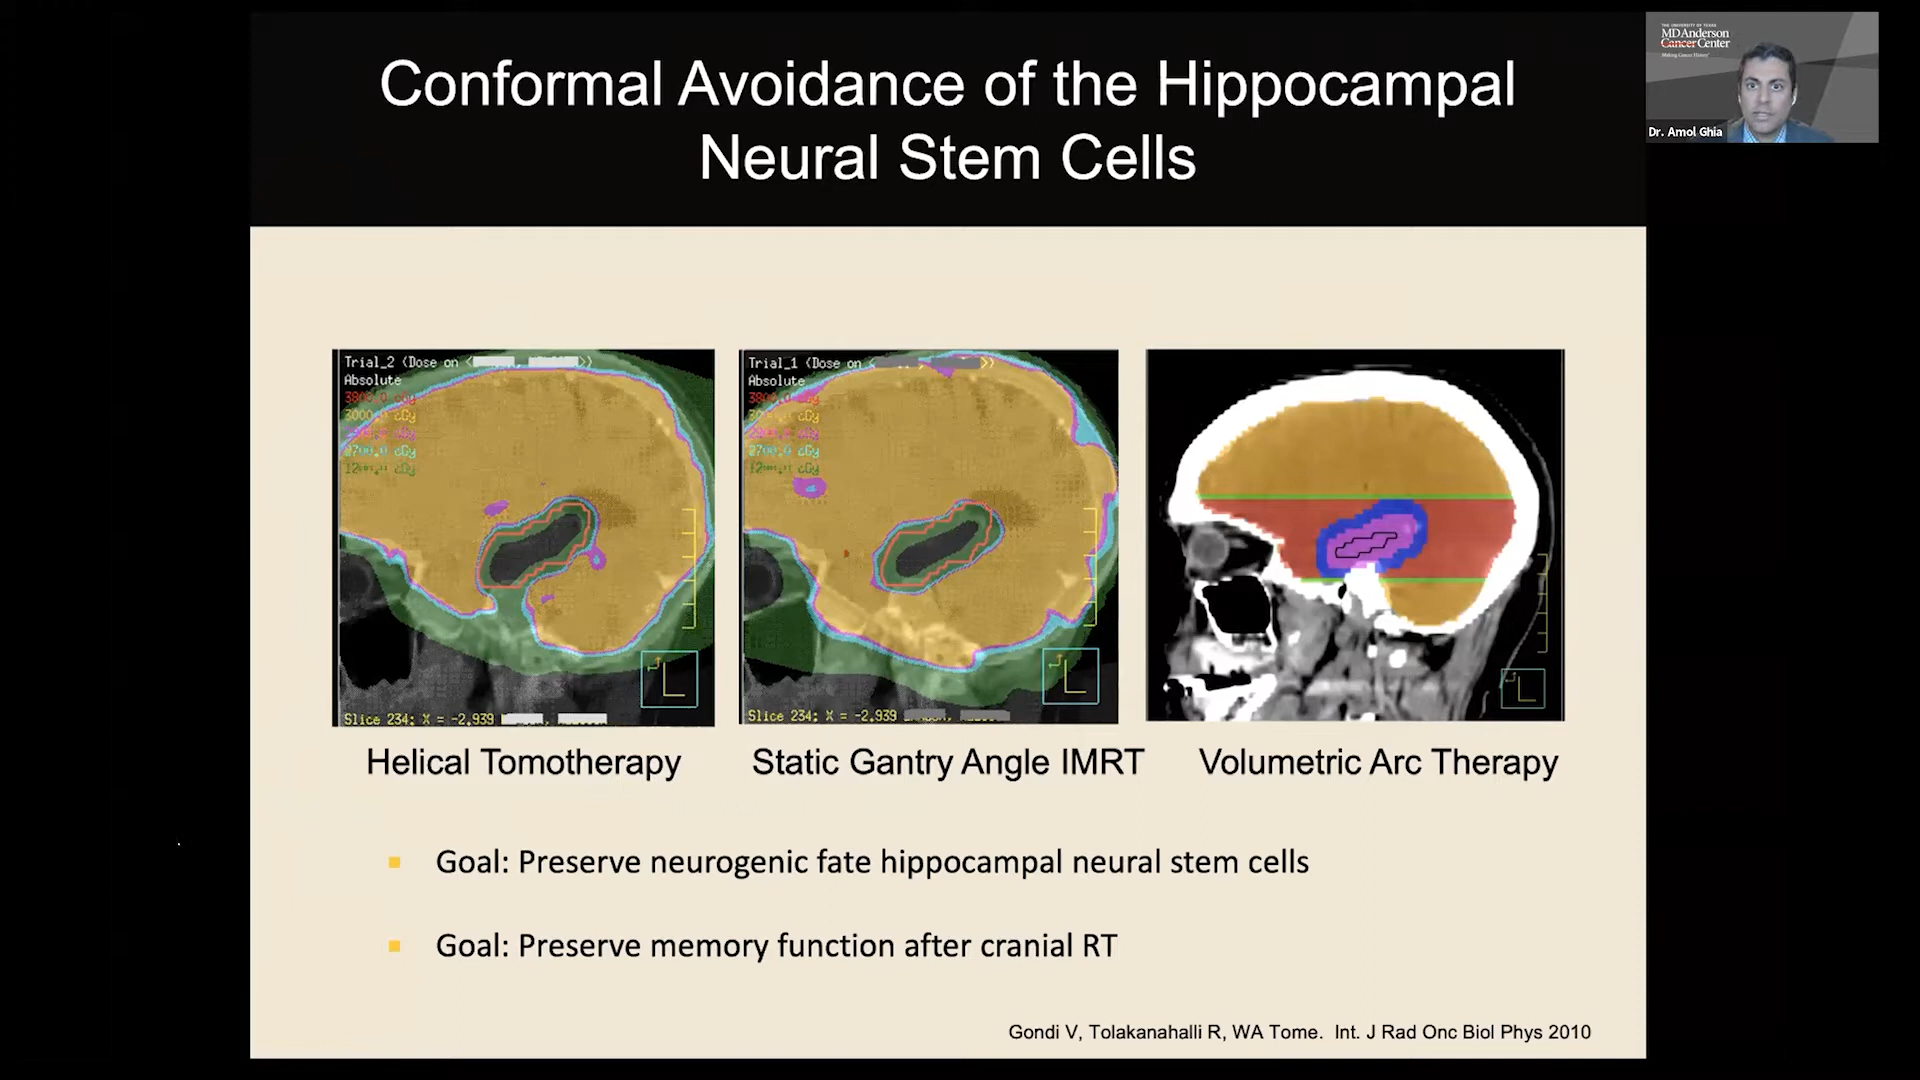 Conformal Avoidance of the Hippocampal
Neural Stem Cells
THE UNIVERSITY OF TEXAS
MD Anderson
Cancer Center
Making Cancer History
Dr. Amol Ghia
Trial_2 (Dose on < >)
Absolute
3000.0 cGy
2700.0 cGy
cGy
Slice 234: X = -2.939
L
Trial_1 (Dose on < >)
Absolute
cGy
2700.0 cGy
cGy
Slice 234: X = -2.939
L
L
Helical Tomotherapy
Static Gantry Angle IMRT
Volumetric Arc Therapy
Goal: Preserve neurogenic fate hippocampal neural stem cells
Goal: Preserve memory function after cranial RT
Gondi V, Tolakanahalli R, WA Tome. Int. J Rad Onc Biol Phys 2010